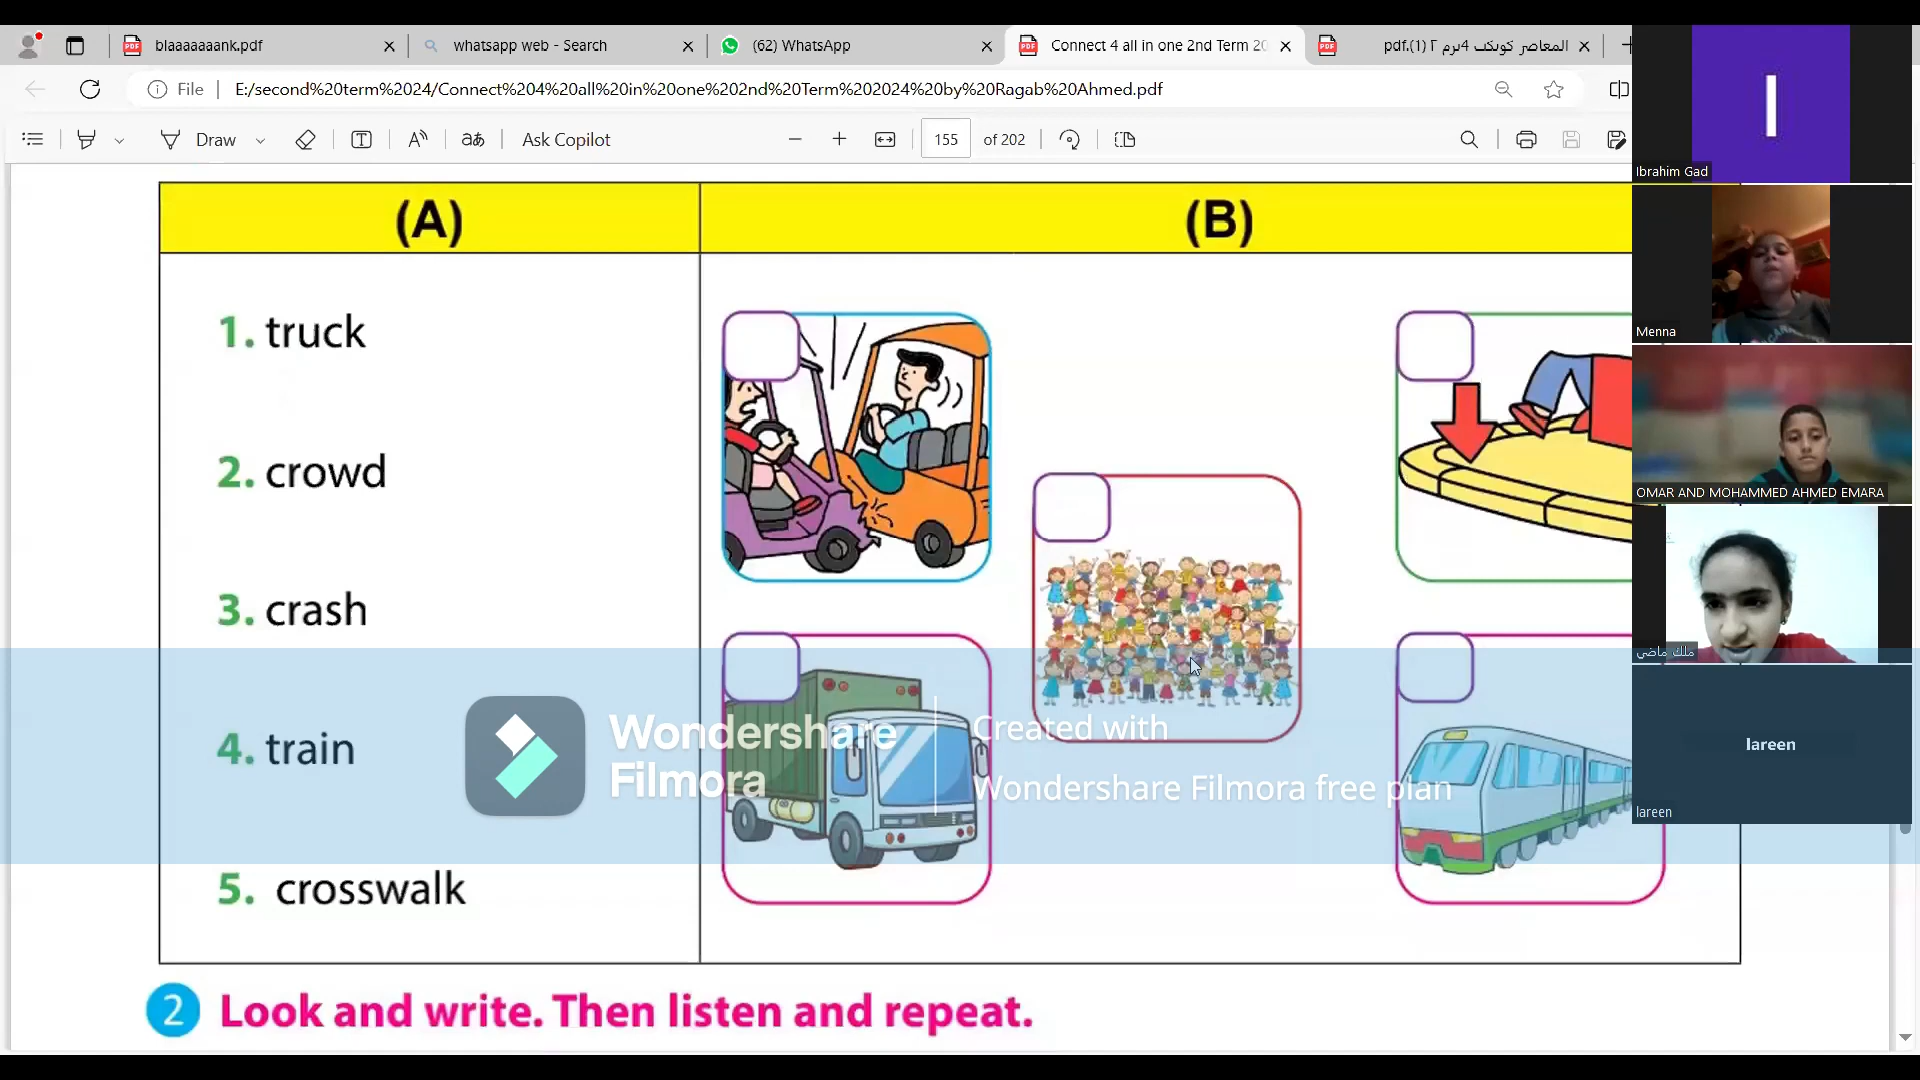 blaaaaaaank.pdf
whatsapp web - Search
(62) WhatsApp
Connect 4 all in one 2nd Term 20
المعاصر كونكت 4برم ٢ (1).pdf
File
E:/second%20term%2024/Connect%204%20all%20in%20one%202nd%20Term%202024%20by%20Ragab%20Ahmed.pdf
Draw
Ask Copilot
155
of 202
(A)
(B)
1. truck
2. crowd
3. crash
4. train
5. crosswalk
Wondershare
Filmora
Created with
Wondershare Filmora free plan
2 Look and write. Then listen and repeat.
I
Ibrahim Gad
Menna
OMAR AND MOHAMMED AHMED EMARA
ملك ماضي
lareen
lareen